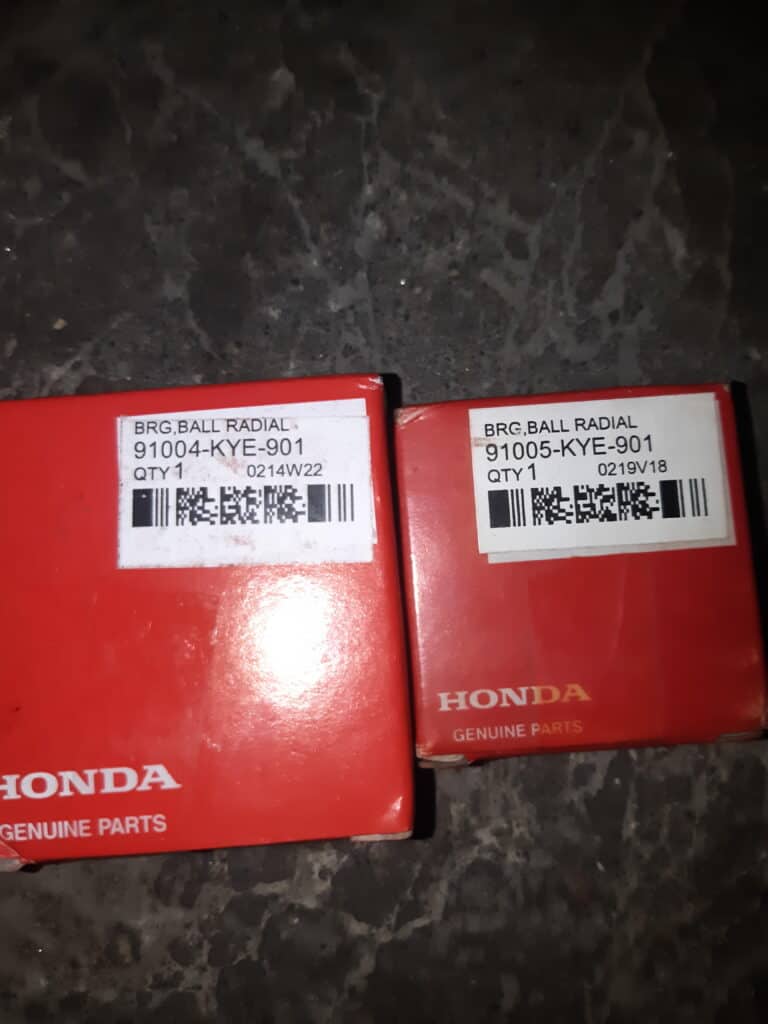 BRG,BALL RADIAL
91004-KYE-901
QTY 1 0214W22
HONDA
GENUINE PARTS
BRG,BALL RADIAL
91005-KYE-901
QTY 1 0219V18
HONDA
GENUINE PARTS